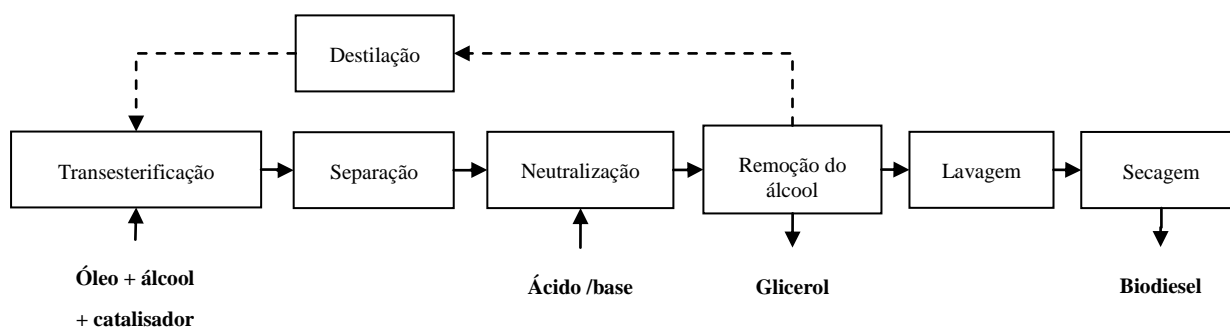 Destilação
Transesterificação
Separação
Neutralização
Remoção do
álcool
Lavagem
Secagem
Óleo + álcool
+ catalisador
Ácido /base
Glicerol
Biodiesel